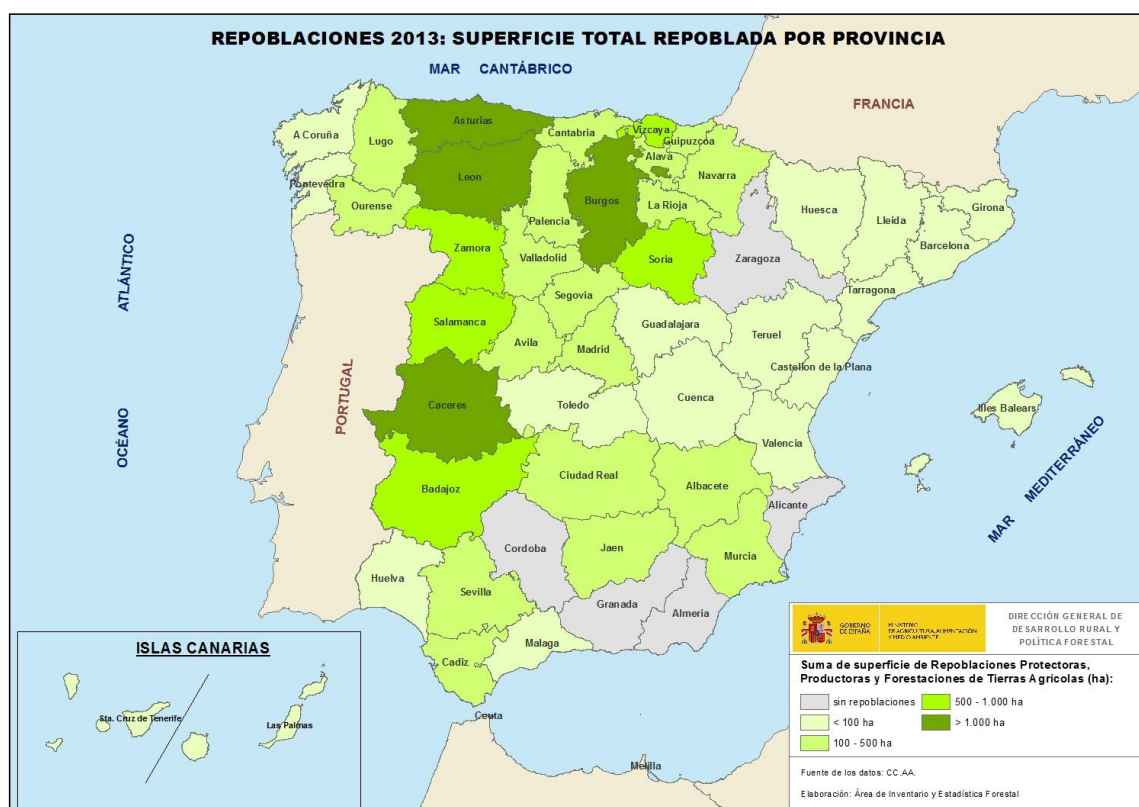 REPOBLACIONES 2013: SUPERFICIE TOTAL REPOBLADA POR PROVINCIA
MAR CANTÁBRICO
FRANCIA
A Coruña
Lugo
Asturias
Cantabria
Vizcaya
Guipuzcoa
Alava
Navarra
Pontevedra
Ourense
Leon
Palencia
Burgos
La Rioja
Huesca
Lleida
Girona
Barcelona
Zamora
Valladolid
Soria
Zaragoza
Tarragona
OCÉANO ATLÁNTICO
PORTUGAL
Salamanca
Segovia
Avila
Madrid
Guadalajara
Teruel
Castellon de la Plana
Caceres
Toledo
Cuenca
Valencia
Illes Balears
MAR MEDITERRÁNEO
Badajoz
Ciudad Real
Albacete
Alicante
Cordoba
Jaen
Murcia
Huelva
Sevilla
Granada
Almeria
Malaga
Cadiz
Ceuta
Melilla
ISLAS CANARIAS
Sta. Cruz de Tenerife
Las Palmas
GOBIERNO
DE ESPAÑA
MINISTERIO
DE AGRICULTURA, ALIMENTACIÓN
Y MEDIO AMBIENTE
DIRECCIÓN GENERAL DE
DESARROLLO RURAL Y
POLÍTICA FORESTAL
Suma de superficie de Repoblaciones Protectoras,
Productoras y Forestaciones de Tierras Agrícolas (ha):
sin repoblaciones
< 100 ha
100 - 500 ha
500 - 1.000 ha
> 1.000 ha
Fuente de los datos: CC.AA.
Elaboración: Área de Inventario y Estadística Forestal